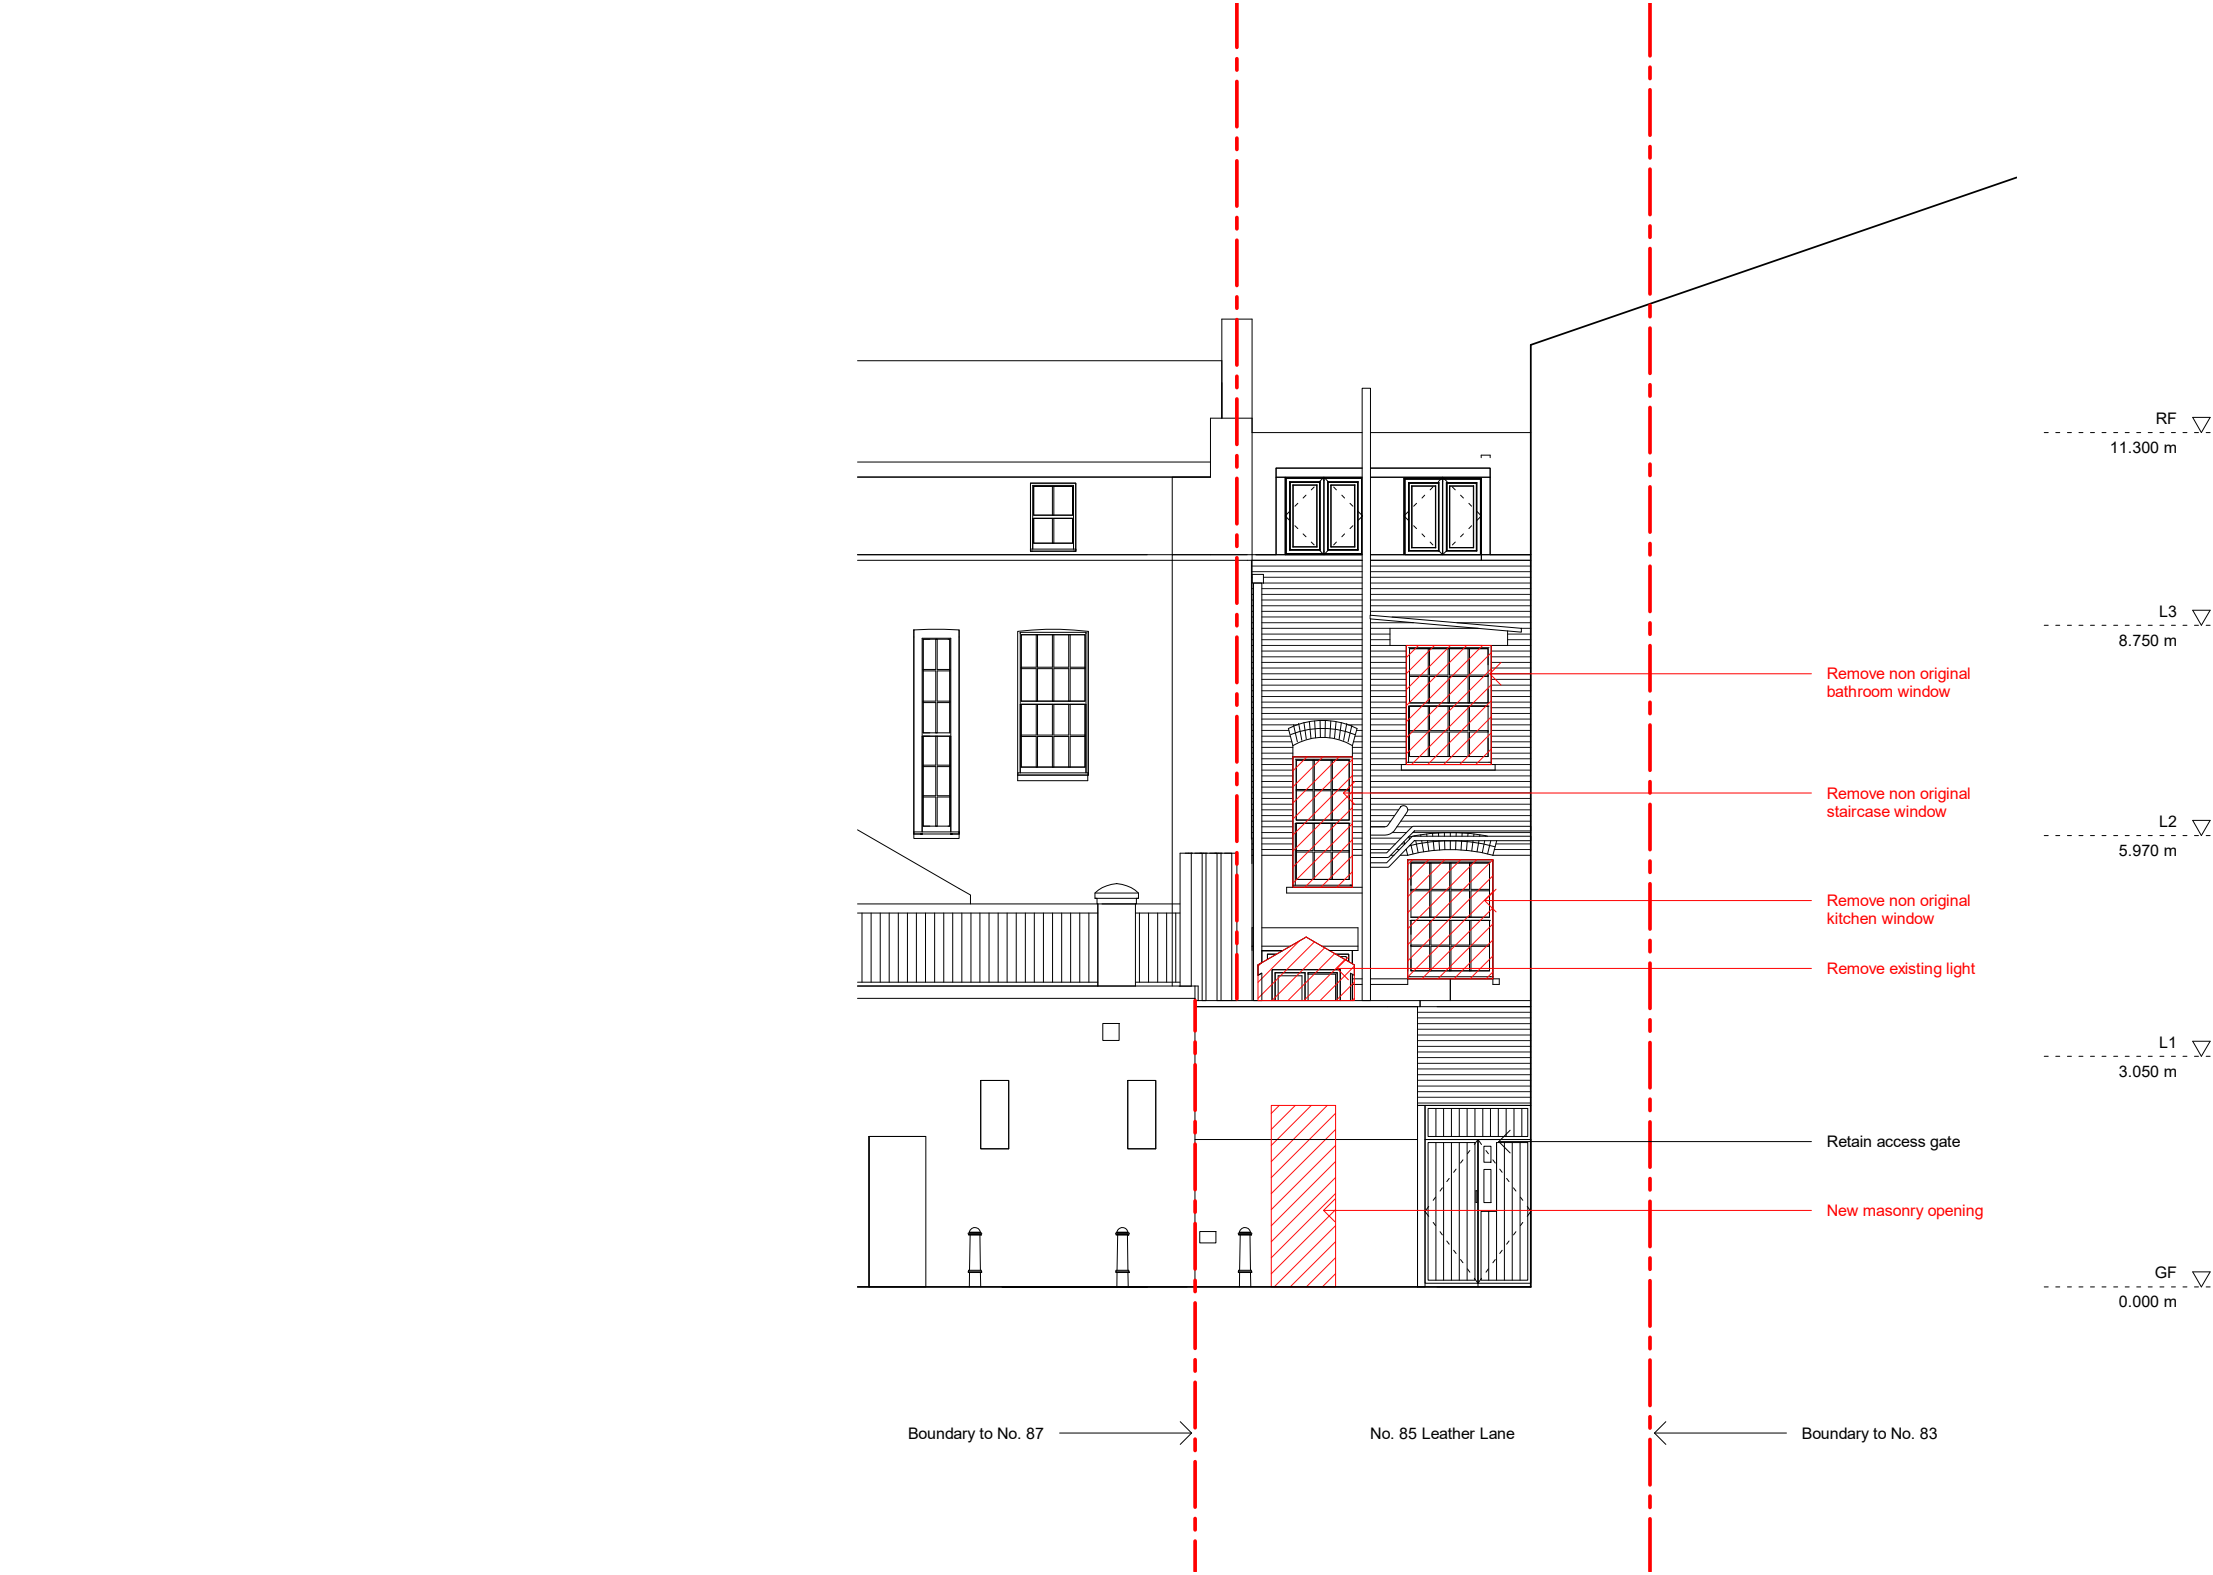 RF
11.300 m
L3
8.750 m
Remove non original
bathroom window
Remove non original
staircase window
L2
5.970 m
Remove non original
kitchen window
Remove existing light
L1
3.050 m
Retain access gate
New masonry opening
GF
0.000 m
Boundary to No. 87
No. 85 Leather Lane
Boundary to No. 83